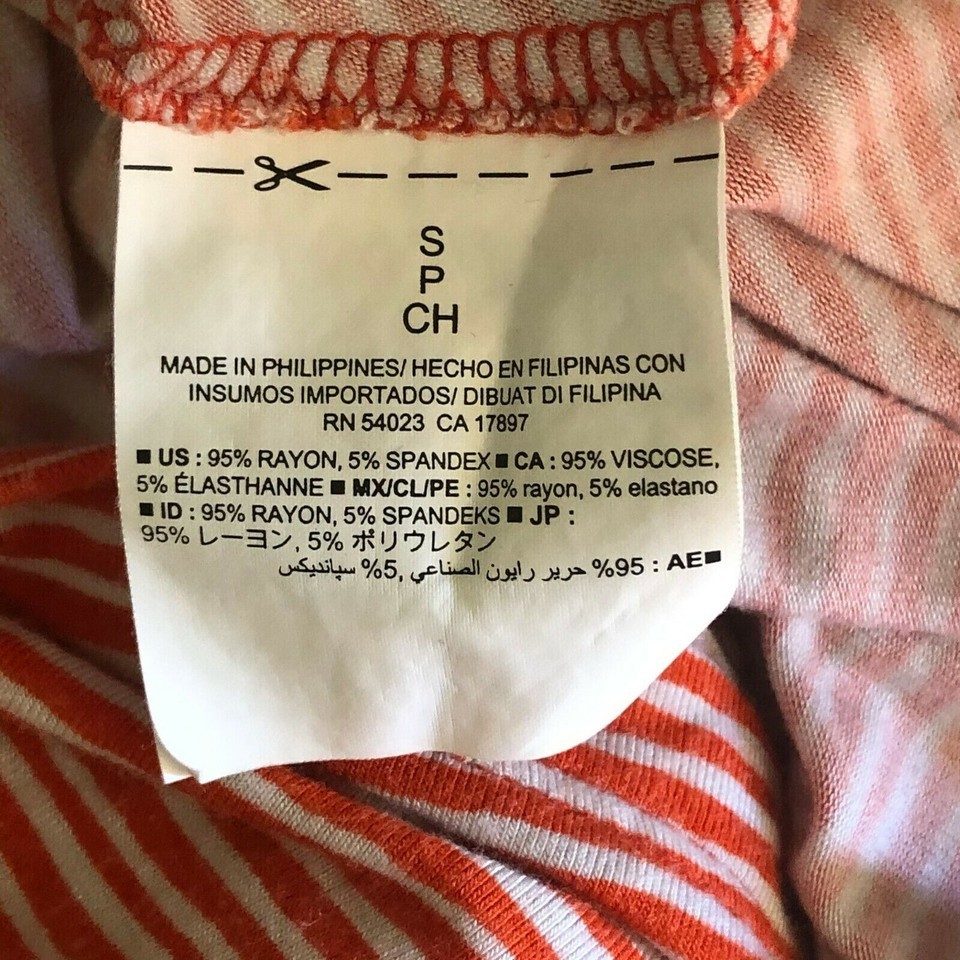 S
P
CH
MADE IN PHILIPPINES/ HECHO EN FILIPINAS CON
INSUMOS IMPORTADOS/ DIBUAT DI FILIPINA
RN 54023 CA 17897
■ US : 95% RAYON, 5% SPANDEX ■ CA : 95% VISCOSE,
5% ÉLASTHANNE ■ MX/CL/PE : 95% rayon, 5% elastano
■ ID : 95% RAYON, 5% SPANDEKS ■ JP :
95% レーヨン, 5% ポリウレタン
■AE : 95% حرير رايون الصناعي, 5% سپانديكس